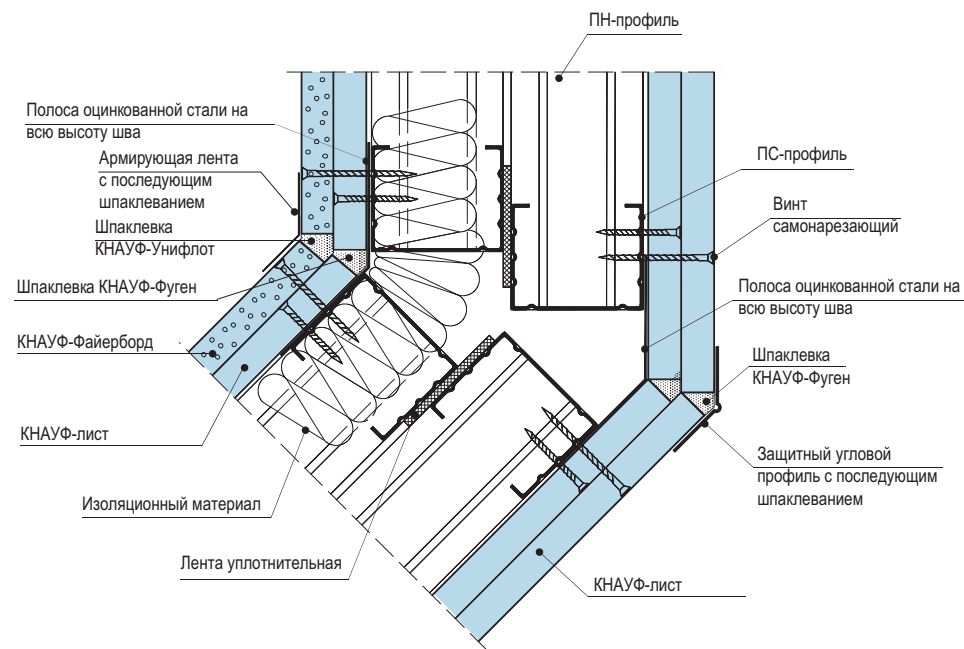 ПН-профиль
Полоса оцинкованной стали на
всю высоту шва
Армирующая лента
с последующим
шпаклеванием
Шпаклевка
КНАУФ-Унифлот
Шпаклевка КНАУФ-Фуген
КНАУФ-Файерборд
КНАУФ-лист
Изоляционный материал
Лента уплотнительная
ПС-профиль
Винт
самонарезающий
Полоса оцинкованной стали на
всю высоту шва
Шпаклевка
КНАУФ-Фуген
Защитный угловой
профиль с последующим
шпаклеванием
КНАУФ-лист